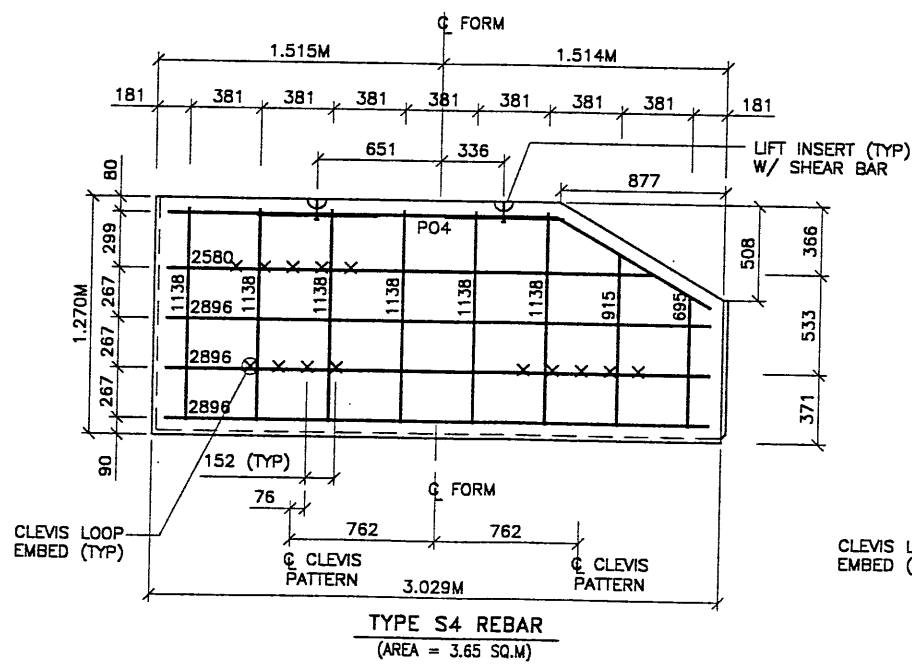 ℄ FORM
1.515M 1.514M
181 381 381 381 381 381 381 381 181
651 336
LIFT INSERT (TYP)
W/ SHEAR BAR
877
80
299
267
267
267
90
1.270M
PO4
508
366
533
371
2580
2896
2896
2896
1138 1138 1138 1138 1138 1138 915 695
152 (TYP)
76
℄ FORM
762 762
CLEVIS LOOP
EMBED (TYP)
℄ CLEVIS
PATTERN
℄ CLEVIS
PATTERN
CLEVIS L
EMBED (
3.029M
TYPE S4 REBAR
(AREA = 3.65 SQ.M)